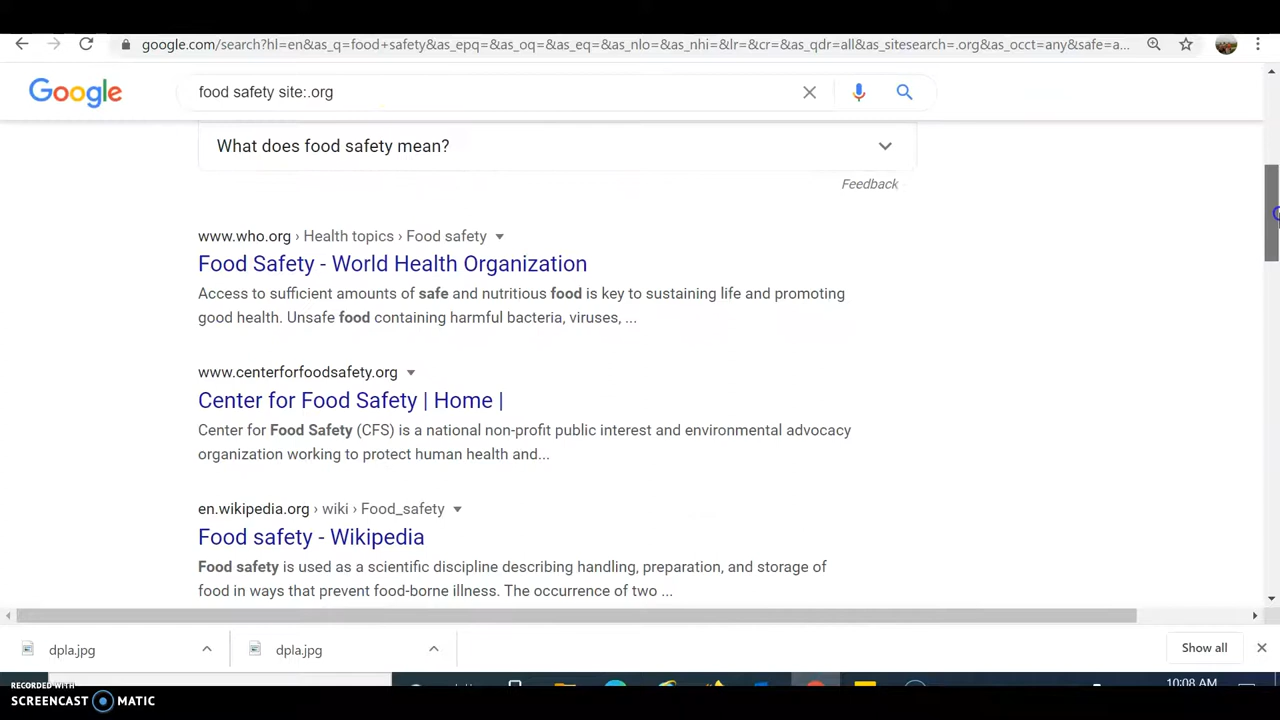 google.com/search?hl=en&as_q=food+safety&as_epq=&as_oq=&as_eq=&as_nlo=&as_nhi=&lr=&cr=&as_qdr=all&as_sitesearch=.org&as_occt=any&safe=a...
Google
food safety site:.org
What does food safety mean?
Feedback
www.who.org › Health topics › Food safety
Food Safety - World Health Organization
Access to sufficient amounts of safe and nutritious food is key to sustaining life and promoting
good health. Unsafe food containing harmful bacteria, viruses, ...
www.centerforfoodsafety.org
Center for Food Safety | Home |
Center for Food Safety (CFS) is a national non-profit public interest and environmental advocacy
organization working to protect human health and...
en.wikipedia.org › wiki › Food_safety
Food safety - Wikipedia
Food safety is used as a scientific discipline describing handling, preparation, and storage of
food in ways that prevent food-borne illness. The occurrence of two ...
dpla.jpg
dpla.jpg
Show all
10:08 AM
RECORDED WITH
SCREENCAST MATIC